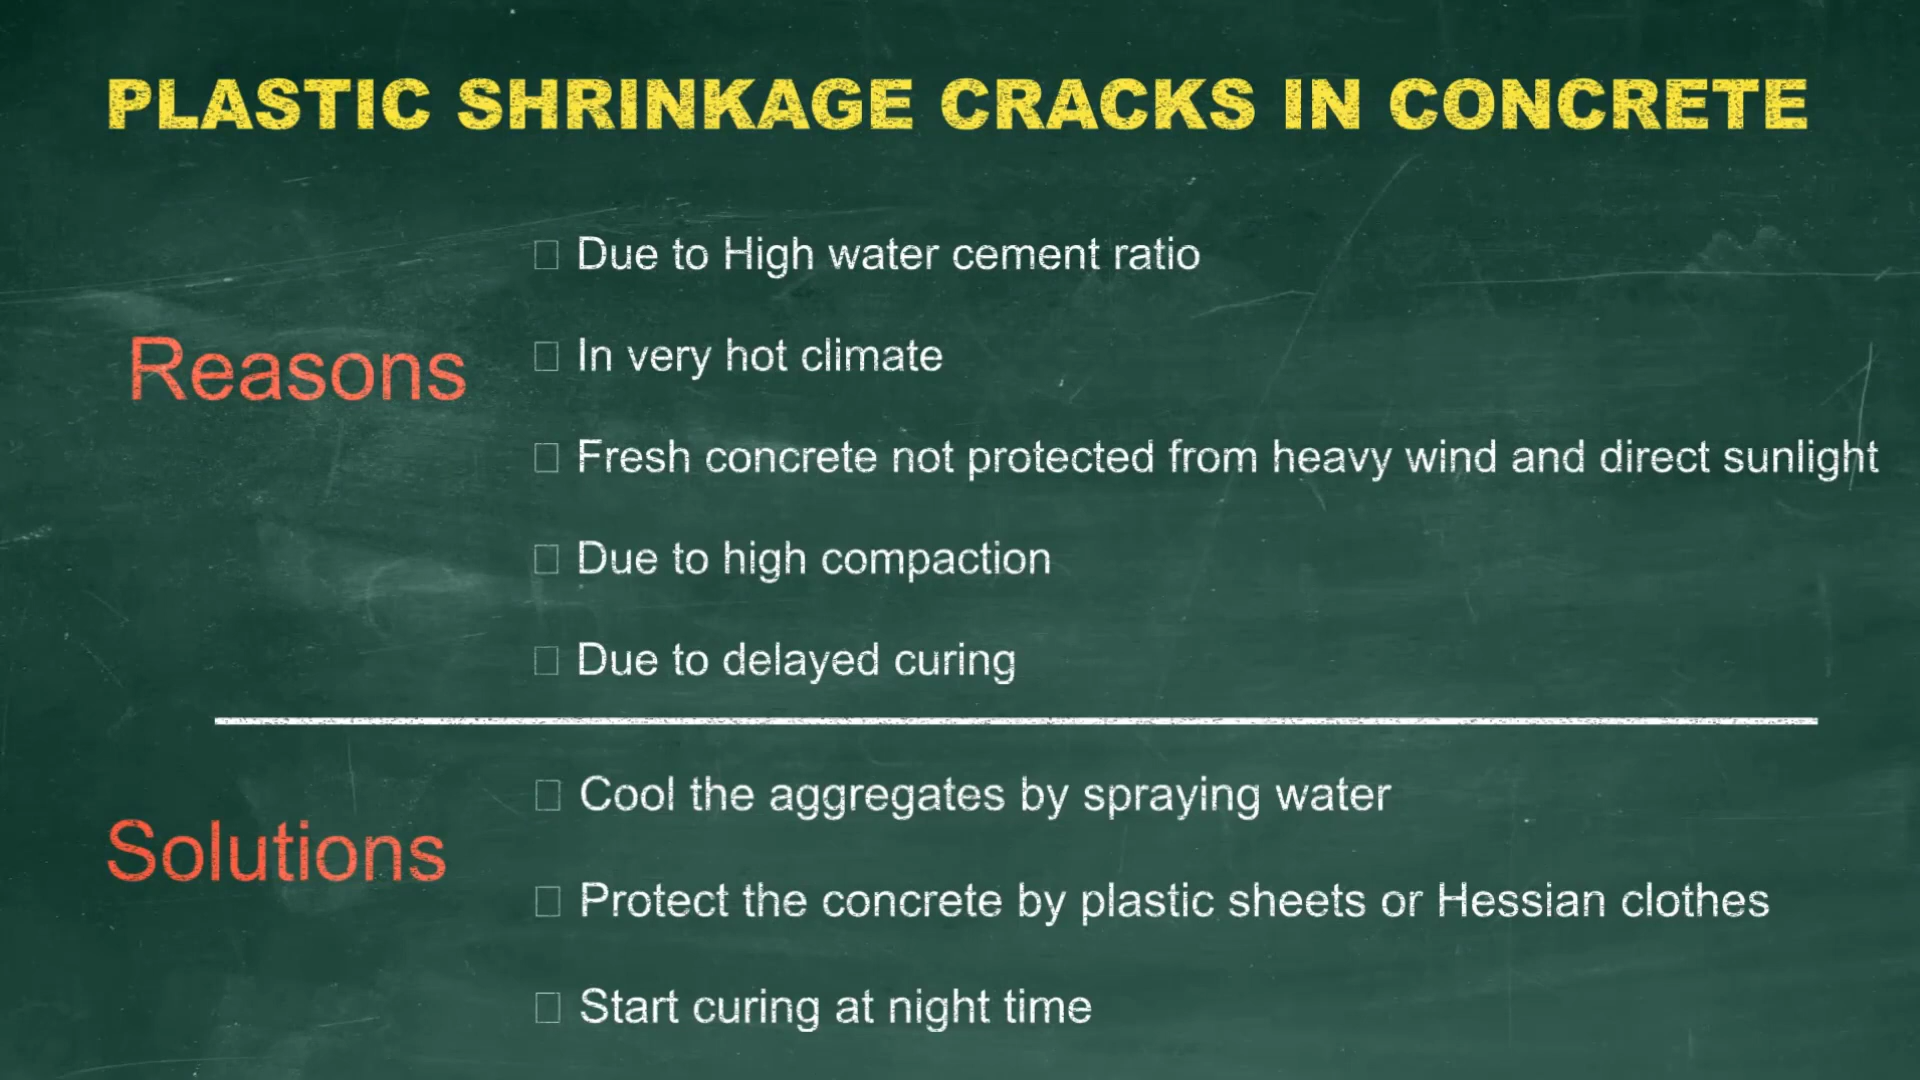 PLASTIC SHRINKAGE CRACKS IN CONCRETE
Reasons
Due to High water cement ratio
In very hot climate
Fresh concrete not protected from heavy wind and direct sunlight
Due to high compaction
Due to delayed curing
Solutions
Cool the aggregates by spraying water
Protect the concrete by plastic sheets or Hessian clothes
Start curing at night time